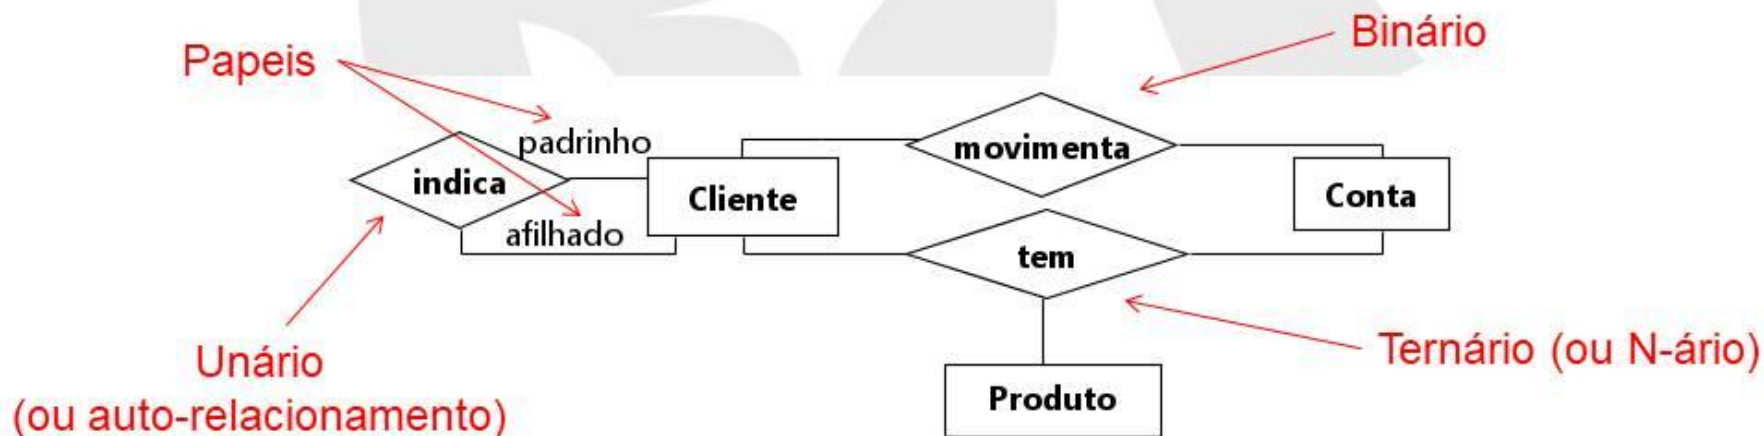 Binário
Papeis
padrinho
movimenta
indica
Cliente
Conta
afilhado
tem
Unário
(ou auto-relacionamento)
Ternário (ou N-ário)
Produto